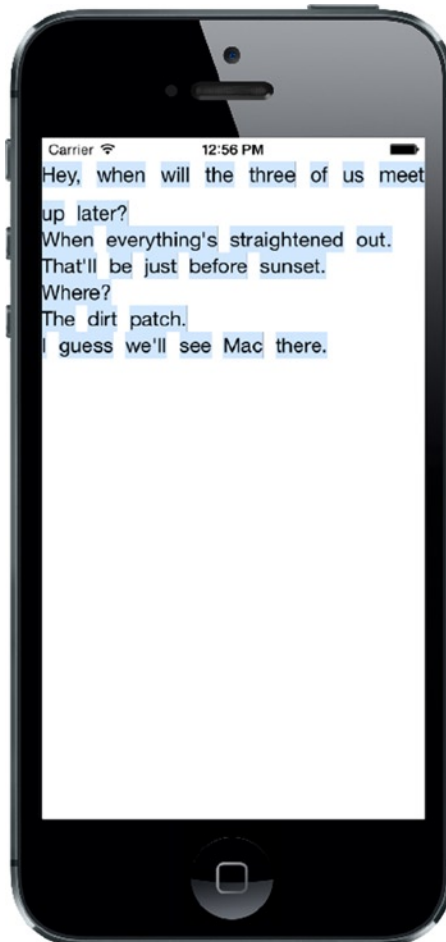 Carrier 12:56 PM
Hey, when will the three of us meet
up later?
When everything's straightened out.
That'll be just before sunset.
Where?
The dirt patch.
I guess we'll see Mac there.